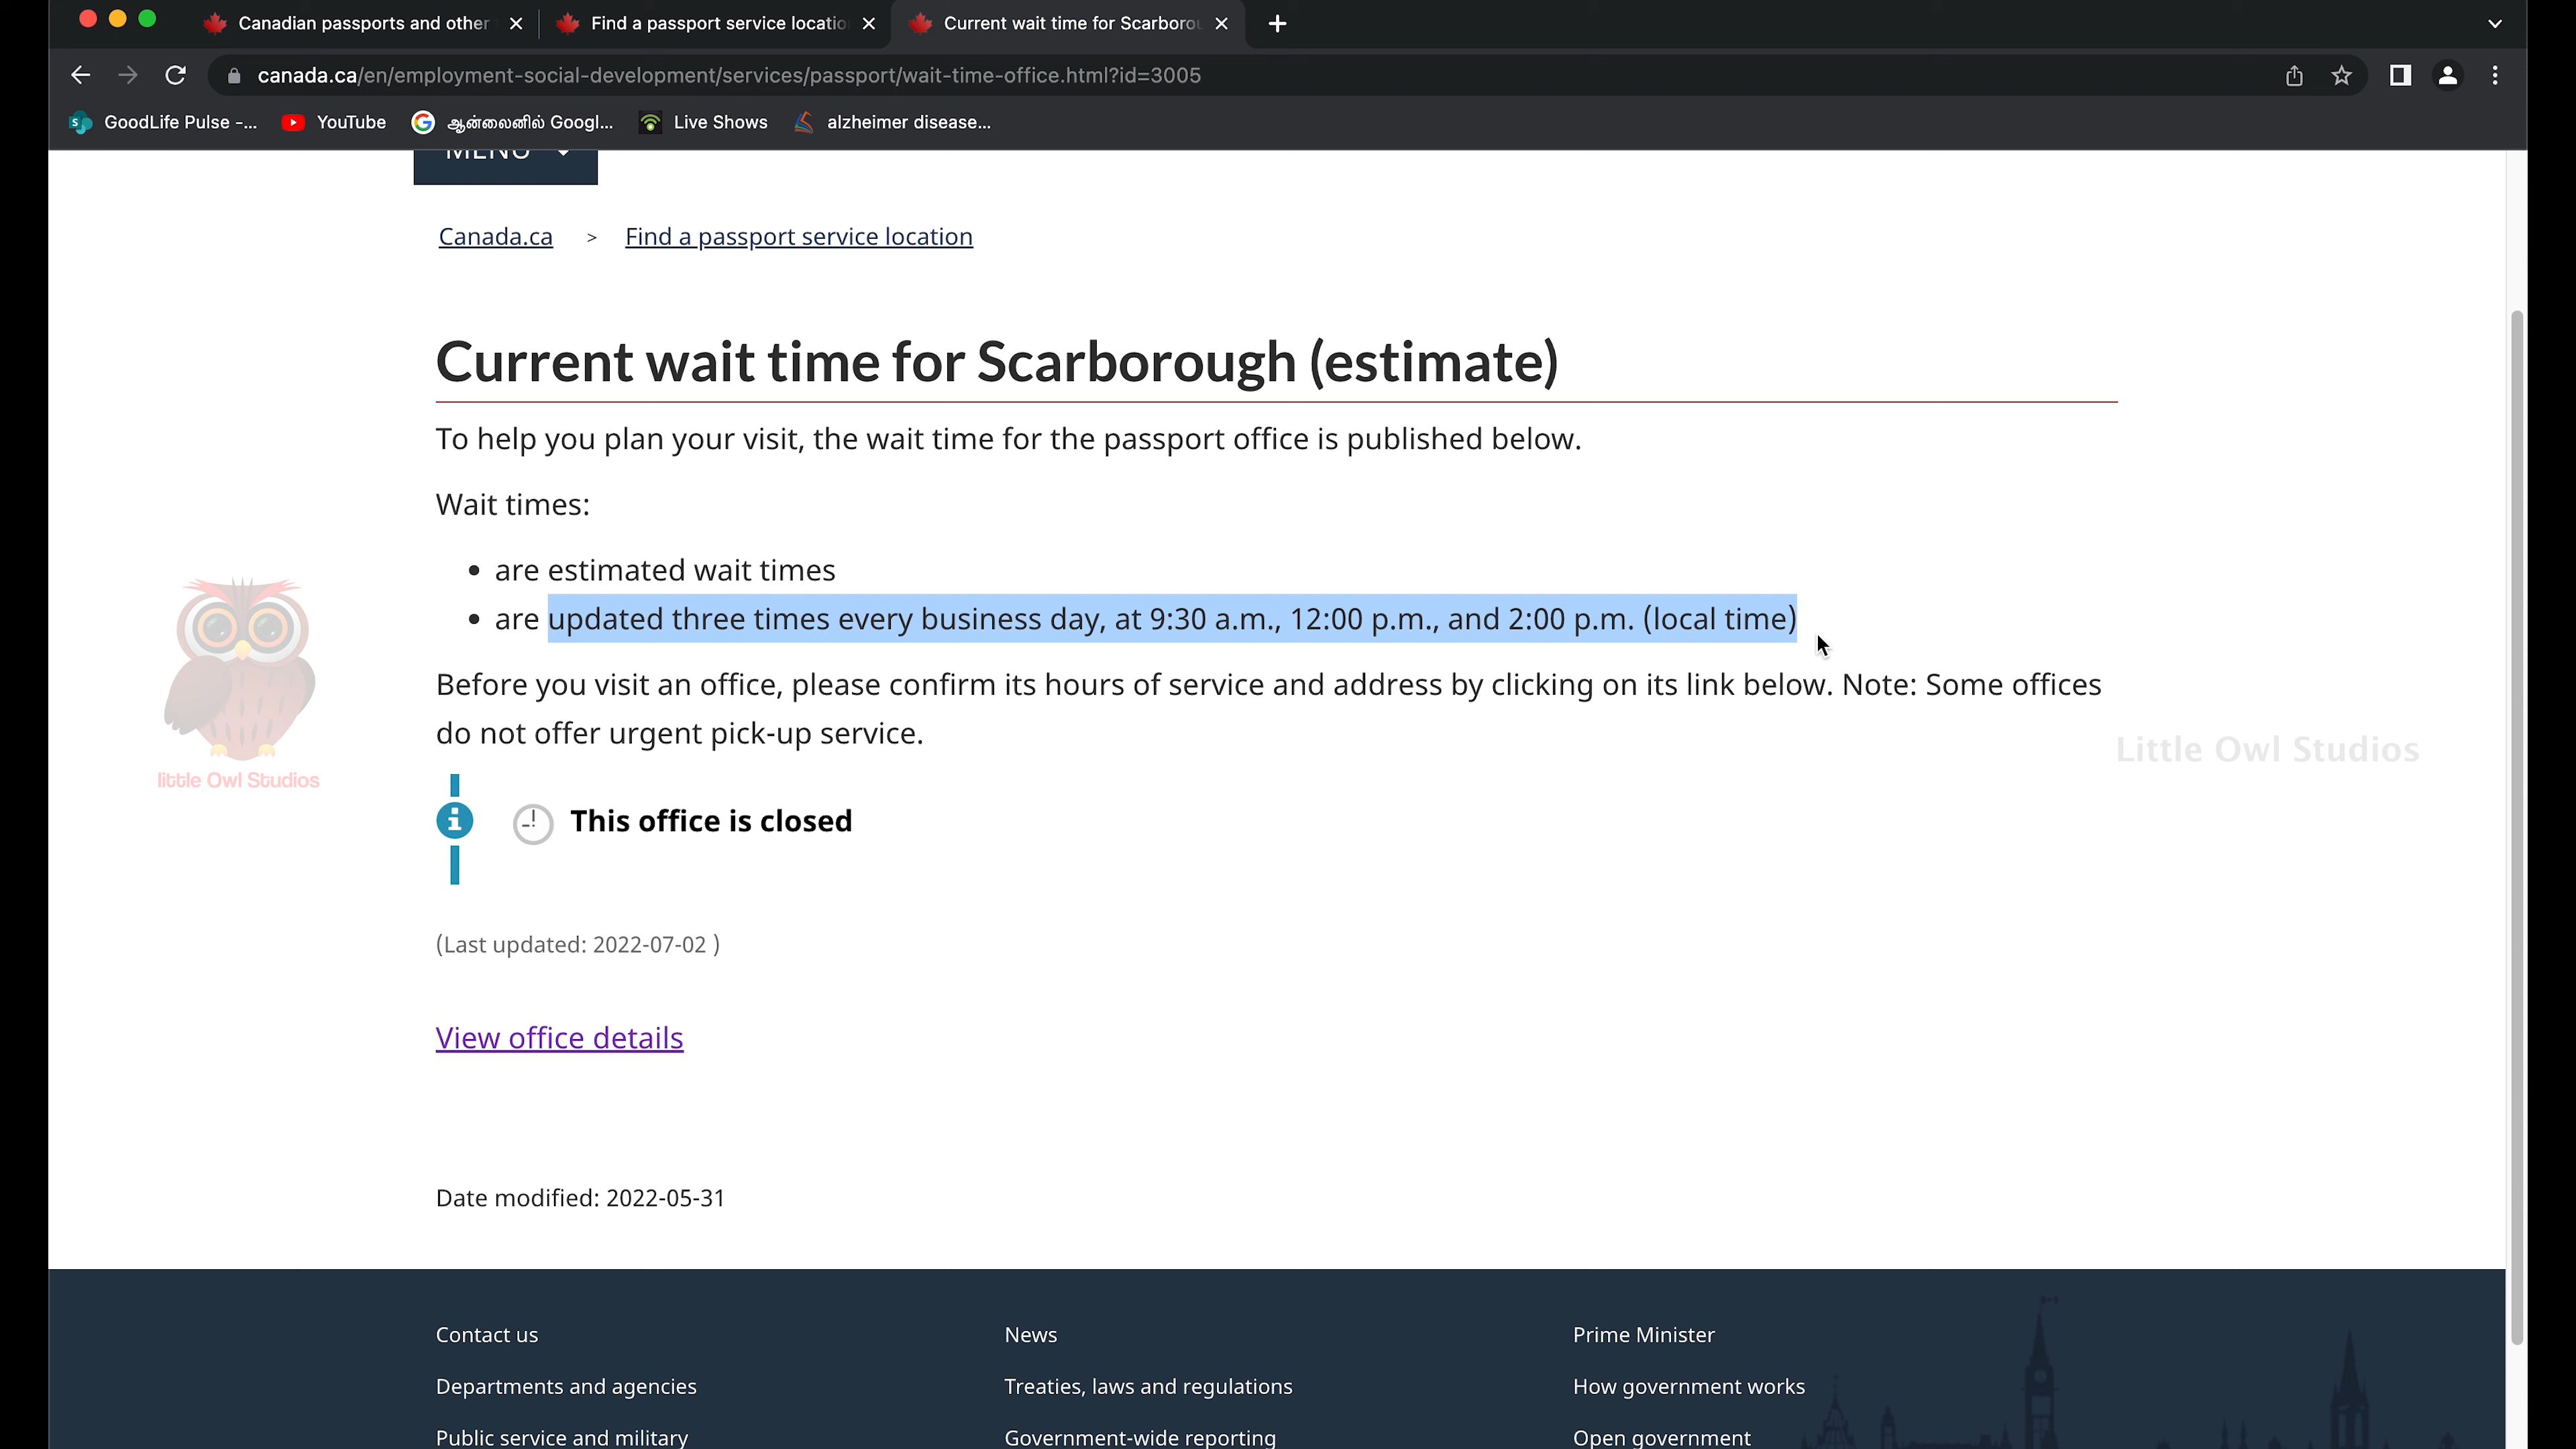 Canadian passports and other
Find a passport service locatio
Current wait time for Scarborou
canada.ca/en/employment-social-development/services/passport/wait-time-office.html?id=3005
GoodLife Pulse -...
YouTube
ஆன்லைனில் Googl...
Live Shows
alzheimer disease...
MENU
Canada.ca > Find a passport service location
Current wait time for Scarborough (estimate)
To help you plan your visit, the wait time for the passport office is published below.
Wait times:
• are estimated wait times
• are updated three times every business day, at 9:30 a.m., 12:00 p.m., and 2:00 p.m. (local time)
Before you visit an office, please confirm its hours of service and address by clicking on its link below. Note: Some offices
do not offer urgent pick-up service.
little Owl Studios
Little Owl Studios
This office is closed
(Last updated: 2022-07-02 )
View office details
Date modified: 2022-05-31
Contact us
News
Prime Minister
Departments and agencies
Treaties, laws and regulations
How government works
Public service and military
Government-wide reporting
Open government